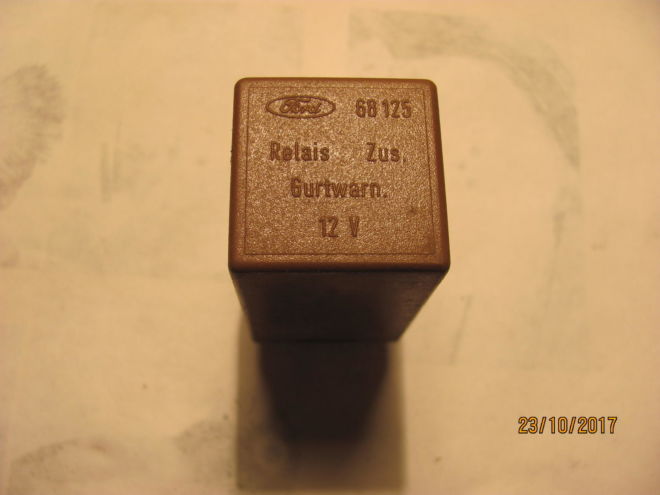 Ford 68 125
Relais Zus.
Gurtwarn.
12 V
23/10/2017